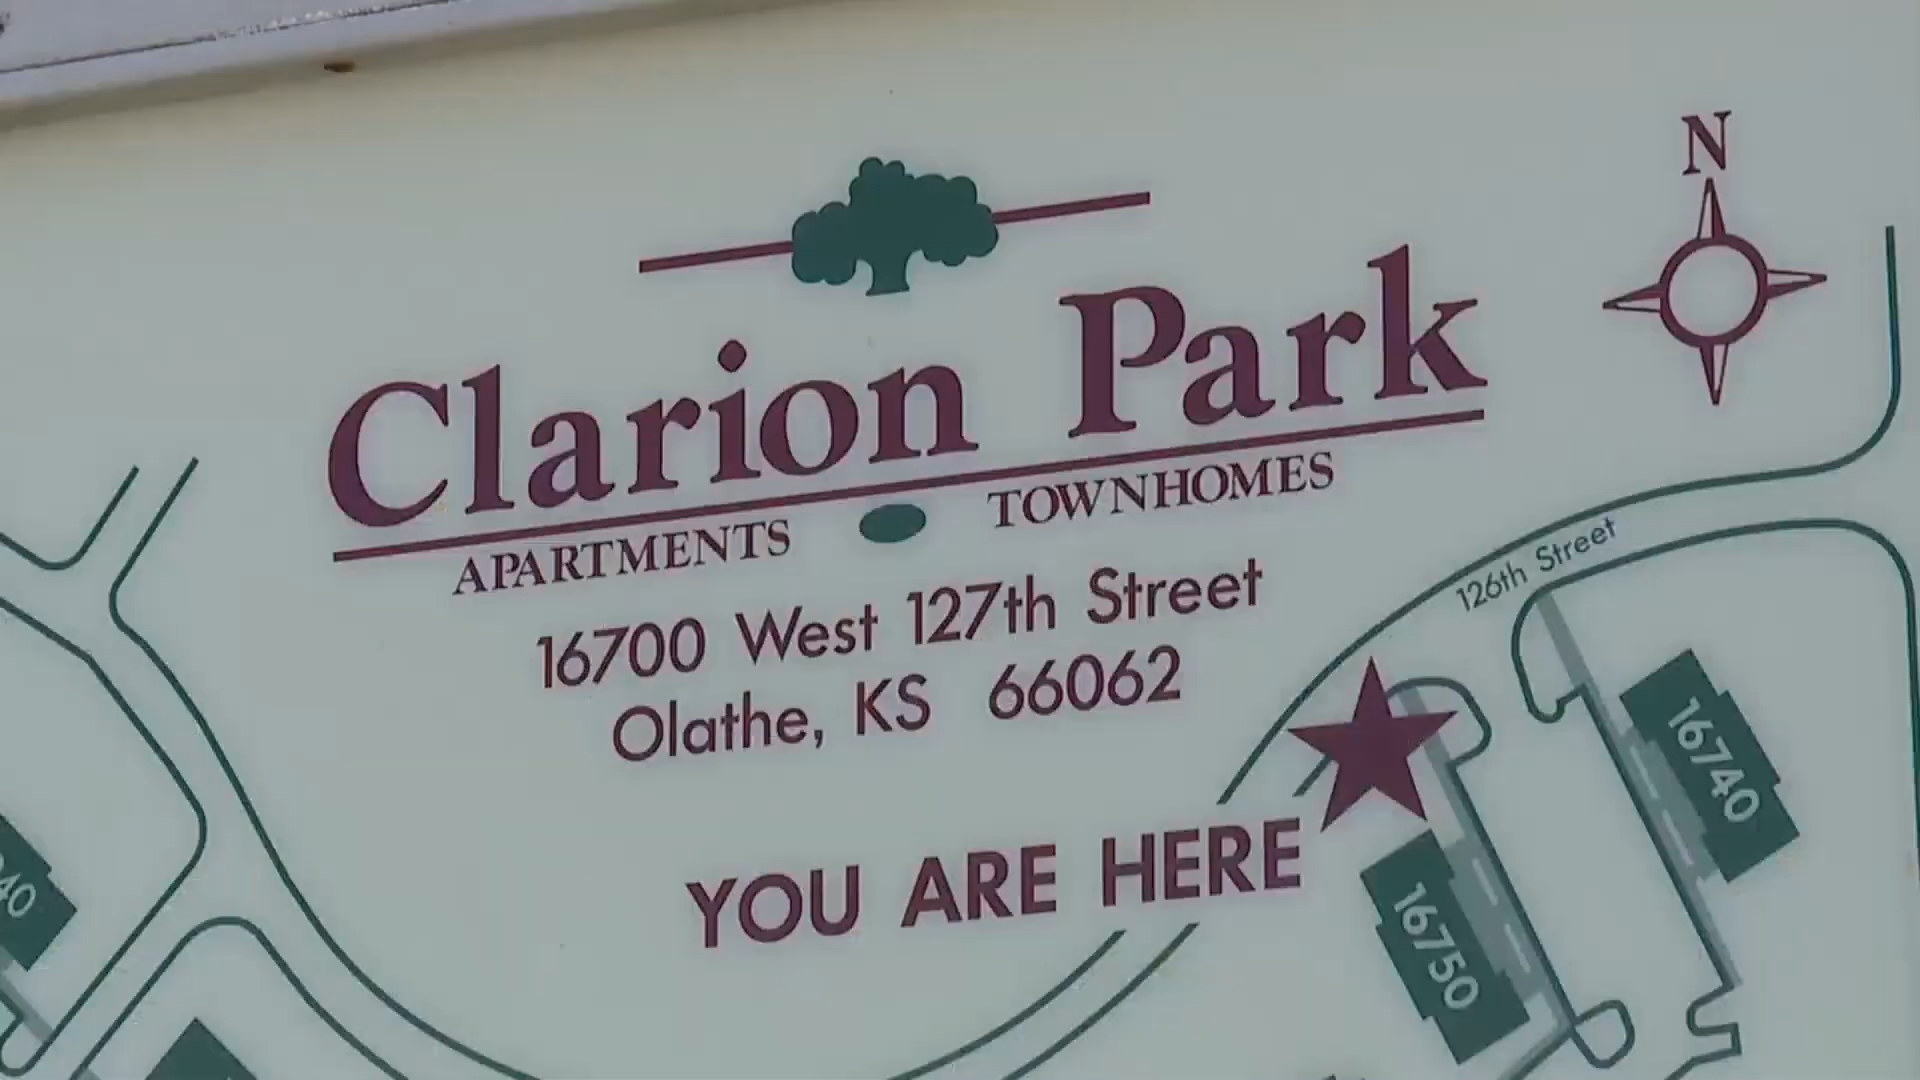 N
Clarion Park
APARTMENTS TOWNHOMES
16700 West 127th Street
Olathe, KS 66062
126th Street
YOU ARE HERE
16740
16750